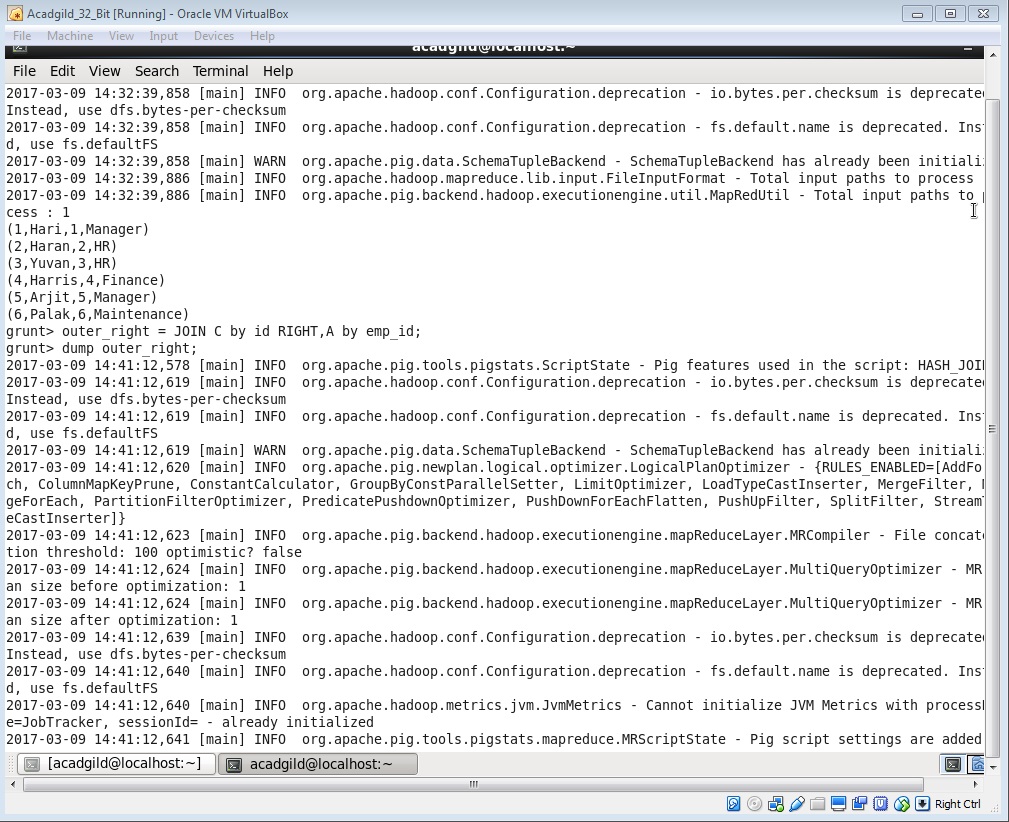 Acadgild_32_Bit [Running] - Oracle VM VirtualBox
File Machine View Input Devices Help
acadgild@localhost:~
File Edit View Search Terminal Help
2017-03-09 14:32:39,858 [main] INFO  org.apache.hadoop.conf.Configuration.deprecation - io.bytes.per.checksum is deprecate
Instead, use dfs.bytes-per-checksum
2017-03-09 14:32:39,858 [main] INFO  org.apache.hadoop.conf.Configuration.deprecation - fs.default.name is deprecated. Ins
d, use fs.defaultFS
2017-03-09 14:32:39,858 [main] WARN  org.apache.pig.data.SchemaTupleBackend - SchemaTupleBackend has already been initiali
2017-03-09 14:32:39,886 [main] INFO  org.apache.hadoop.mapreduce.lib.input.FileInputFormat - Total input paths to process
2017-03-09 14:32:39,886 [main] INFO  org.apache.pig.backend.hadoop.executionengine.util.MapRedUtil - Total input paths to p
cess : 1
(1,Hari,1,Manager)
(2,Haran,2,HR)
(3,Yuvan,3,HR)
(4,Harris,4,Finance)
(5,Arjit,5,Manager)
(6,Palak,6,Maintenance)
grunt> outer_right = JOIN C by id RIGHT,A by emp_id;
grunt> dump outer_right;
2017-03-09 14:41:12,578 [main] INFO  org.apache.pig.tools.pigstats.ScriptState - Pig features used in the script: HASH_JOI
2017-03-09 14:41:12,619 [main] INFO  org.apache.hadoop.conf.Configuration.deprecation - io.bytes.per.checksum is deprecate
Instead, use dfs.bytes-per-checksum
2017-03-09 14:41:12,619 [main] INFO  org.apache.hadoop.conf.Configuration.deprecation - fs.default.name is deprecated. Ins
d, use fs.defaultFS
2017-03-09 14:41:12,619 [main] WARN  org.apache.pig.data.SchemaTupleBackend - SchemaTupleBackend has already been initiali
2017-03-09 14:41:12,620 [main] INFO  org.apache.pig.newplan.logical.optimizer.LogicalPlanOptimizer - {RULES_ENABLED=[AddFo
ch, ColumnMapKeyPrune, ConstantCalculator, GroupByConstParallelSetter, LimitOptimizer, LoadTypeCastInserter, MergeFilter, M
geForEach, PartitionFilterOptimizer, PredicatePushdownOptimizer, PushDownForEachFlatten, PushUpFilter, SplitFilter, Stream
eCastInserter]}
2017-03-09 14:41:12,623 [main] INFO  org.apache.pig.backend.hadoop.executionengine.mapReduceLayer.MRCompiler - File concate
tion threshold: 100 optimistic? false
2017-03-09 14:41:12,624 [main] INFO  org.apache.pig.backend.hadoop.executionengine.mapReduceLayer.MultiQueryOptimizer - MR
an size before optimization: 1
2017-03-09 14:41:12,624 [main] INFO  org.apache.pig.backend.hadoop.executionengine.mapReduceLayer.MultiQueryOptimizer - MR
an size after optimization: 1
2017-03-09 14:41:12,639 [main] INFO  org.apache.hadoop.conf.Configuration.deprecation - io.bytes.per.checksum is deprecate
Instead, use dfs.bytes-per-checksum
2017-03-09 14:41:12,640 [main] INFO  org.apache.hadoop.conf.Configuration.deprecation - fs.default.name is deprecated. Ins
d, use fs.defaultFS
2017-03-09 14:41:12,640 [main] INFO  org.apache.hadoop.metrics.jvm.JvmMetrics - Cannot initialize JVM Metrics with process
e=JobTracker, sessionId= - already initialized
2017-03-09 14:41:12,641 [main] INFO  org.apache.pig.tools.pigstats.mapreduce.MRScriptState - Pig script settings are added
[acadgild@localhost:~] acadgild@localhost:~
Right Ctrl